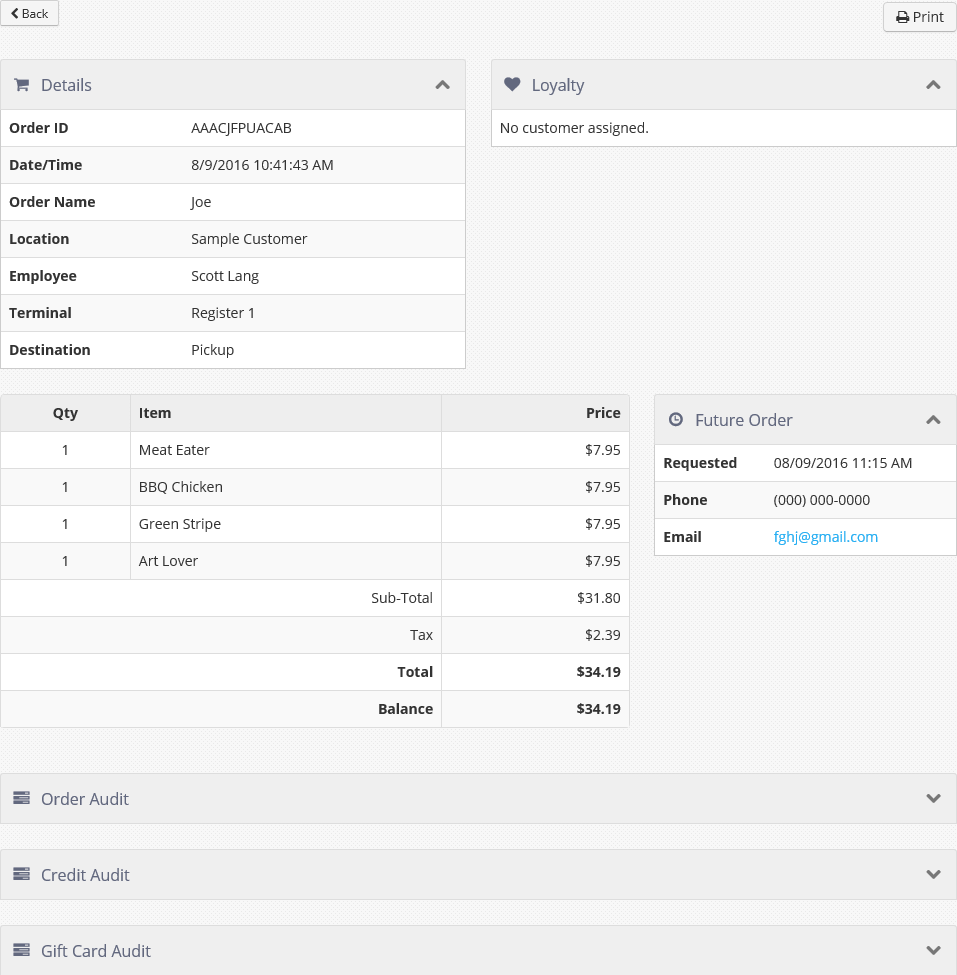 Back
Print
Details
Order ID AAACJFPUACAB
Date/Time 8/9/2016 10:41:43 AM
Order Name Joe
Location Sample Customer
Employee Scott Lang
Terminal Register 1
Destination Pickup
Loyalty
No customer assigned.
Qty Item Price
1 Meat Eater $7.95
1 BBQ Chicken $7.95
1 Green Stripe $7.95
1 Art Lover $7.95
Sub-Total $31.80
Tax $2.39
Total $34.19
Balance $34.19
Future Order
Requested 08/09/2016 11:15 AM
Phone (000) 000-0000
Email fghj@gmail.com
Order Audit
Credit Audit
Gift Card Audit